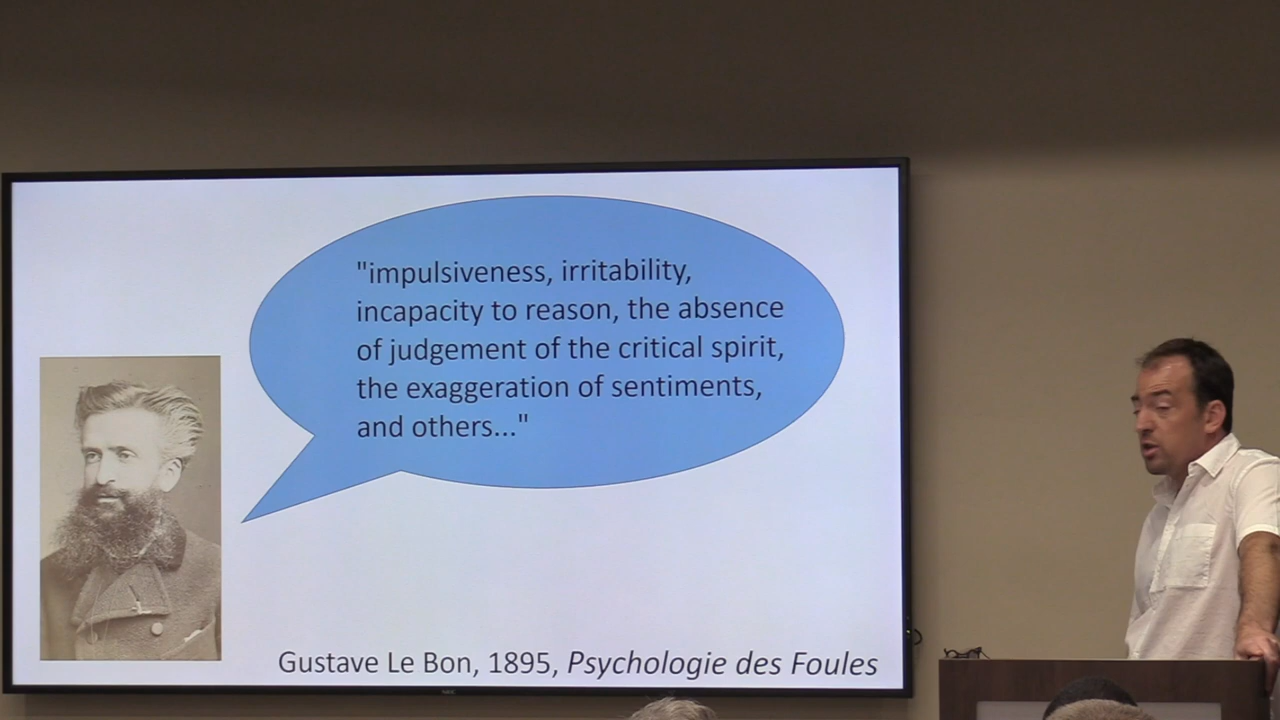 "impulsiveness, irritability,
incapacity to reason, the absence
of judgement of the critical spirit,
the exaggeration of sentiments,
and others..."
Gustave Le Bon, 1895, Psychologie des Foules
NEC